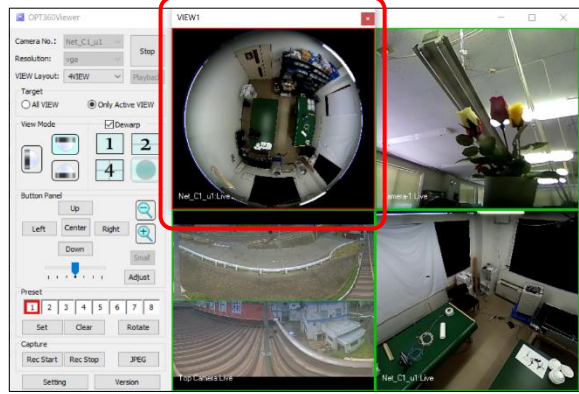 OPT360Viewer
VIEW1
Camera No.: Net_C1_u1
Stop
Resolution: vga
VIEW Layout: 4VIEW
Playback
Target
All VIEW Only Active VIEW
View Mode
Dewarp
1 2
4
Button Panel
Up
Left Center Right
Down
Small
Adjust
Preset
1 2 3 4 5 6 7 8
Set Clear Rotate
Capture
Rec Start Rec Stop JPEG
Setting Version
Net_C1_u1:Live
Camera-1:Live
Top Camera:Live
Net_C1_u1:Live